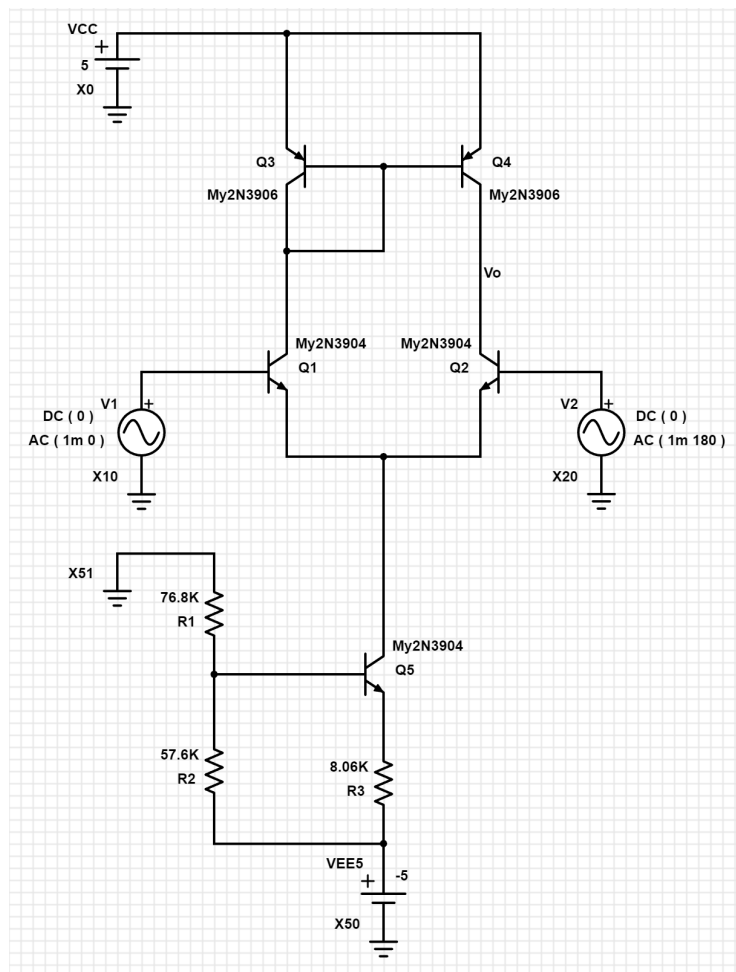 VCC
+
5
X0
Q3
Q4
My2N3906
My2N3906
Vo
My2N3904
My2N3904
Q1
Q2
V1
+
V2
+
DC ( 0 )
DC ( 0 )
AC ( 1m 0 )
AC ( 1m 180 )
X10
X20
X51
76.8K
R1
My2N3904
Q5
57.6K
R2
8.06K
R3
VEE5
+
-5
X50